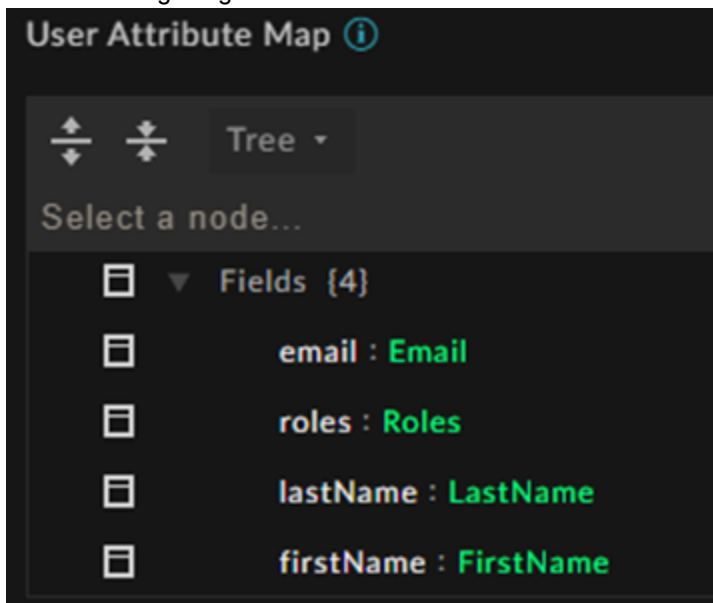 User Attribute Map
Tree
Select a node...
Fields {4}
email : Email
roles : Roles
lastName : LastName
firstName : FirstName